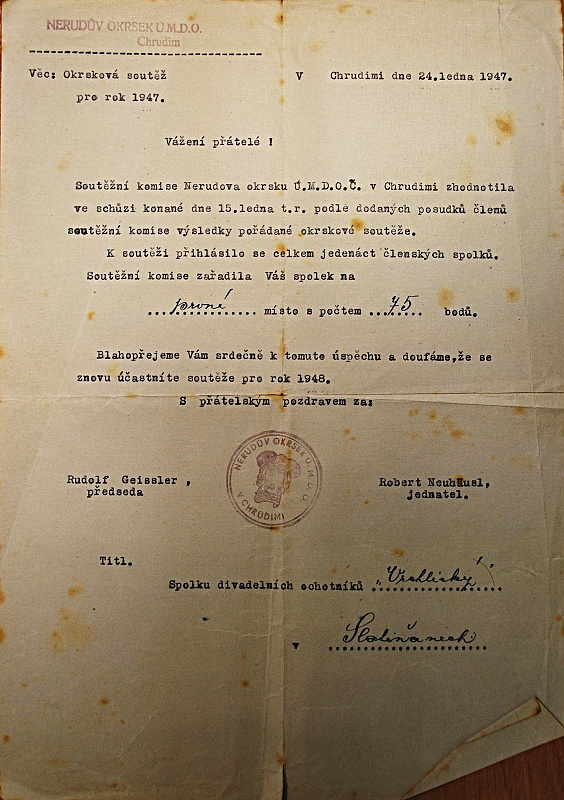 NERUDŮV OKRSEK Ú.M.D.O.
Chrudim
Věc: Okrsková soutěž
pro rok 1947.
V Chrudimi dne 24.ledna 1947.
Vážení přátelé !
Soutěžní komise Nerudova okrsku Ú.M.D.O.Č. v Chrudimi zhodnotila
ve schůzi konané dne 15.ledna t.r. podle dodaných posudků členů
soutěžní komise výsledky pořádané okrskové soutěže.
K soutěži přihlásilo se celkem jedenáct členských spolků.
Soutěžní komise zařadila Váš spolek na
...prvné... místo s počtem ...75.... bodů.
Blahopřejeme Vám srdečně k tomuto úspěchu a doufáme,že se
znovu účastníte soutěže pro rok 1948.
S přátelským pozdravem za:
NERUDŮV OKRSEK Ú.M.D.O.
V CHRUDIMI
Rudolf Geissler ,
předseda
Robert Neuhäusl,
jednatel.
Titl.
Spolku divadelních ochotníků „Vrchlický"
v Slatiňanech